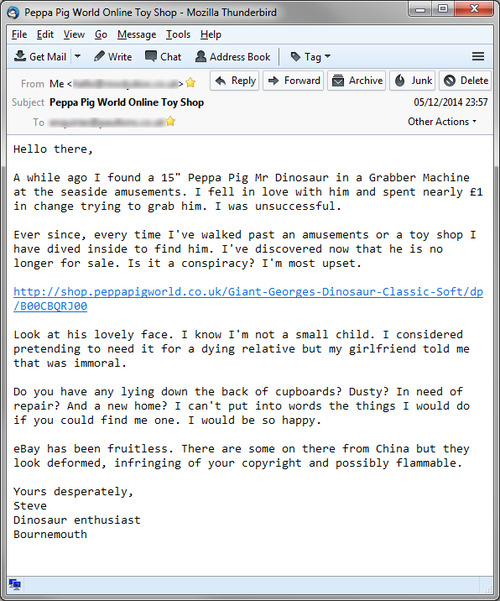 Peppa Pig World Online Toy Shop - Mozilla Thunderbird
File Edit View Go Message Tools Help
Get Mail Write Chat Address Book Tag
From Me < > Reply Forward Archive Junk Delete
Subject Peppa Pig World Online Toy Shop 05/12/2014 23:57
To Other Actions
Hello there,
A while ago I found a 15" Peppa Pig Mr Dinosaur in a Grabber Machine
at the seaside amusements. I fell in love with him and spent nearly £1
in change trying to grab him. I was unsuccessful.
Ever since, every time I've walked past an amusements or a toy shop I
have dived inside to find him. I've discovered now that he is no
longer for sale. Is it a conspiracy? I'm most upset.
http://shop.peppapigworld.co.uk/Giant-Georges-Dinosaur-Classic-Soft/dp
/B00CBQRJ00
Look at his lovely face. I know I'm not a small child. I considered
pretending to need it for a dying relative but my girlfriend told me
that was immoral.
Do you have any lying down the back of cupboards? Dusty? In need of
repair? And a new home? I can't put into words the things I would do
if you could find me one. I would be so happy.
eBay has been fruitless. There are some on there from China but they
look deformed, infringing of your copyright and possibly flammable.
Yours desperately,
Steve
Dinosaur enthusiast
Bournemouth